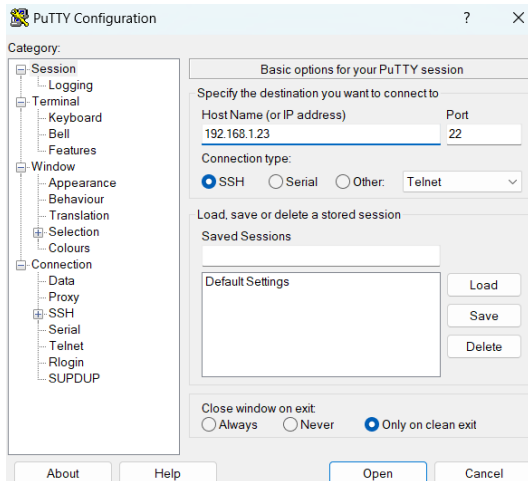 PuTTY Configuration
? X
Category:
Session
Logging
Terminal
Keyboard
Bell
Features
Window
Appearance
Behaviour
Translation
Selection
Colours
Connection
Data
Proxy
SSH
Serial
Telnet
Rlogin
SUPDUP
Basic options for your PuTTY session
Specify the destination you want to connect to
Host Name (or IP address) Port
192.168.1.23 22
Connection type:
SSH Serial Other: Telnet
Load, save or delete a stored session
Saved Sessions
Default Settings
Load
Save
Delete
Close window on exit:
Always Never Only on clean exit
About Help Open Cancel